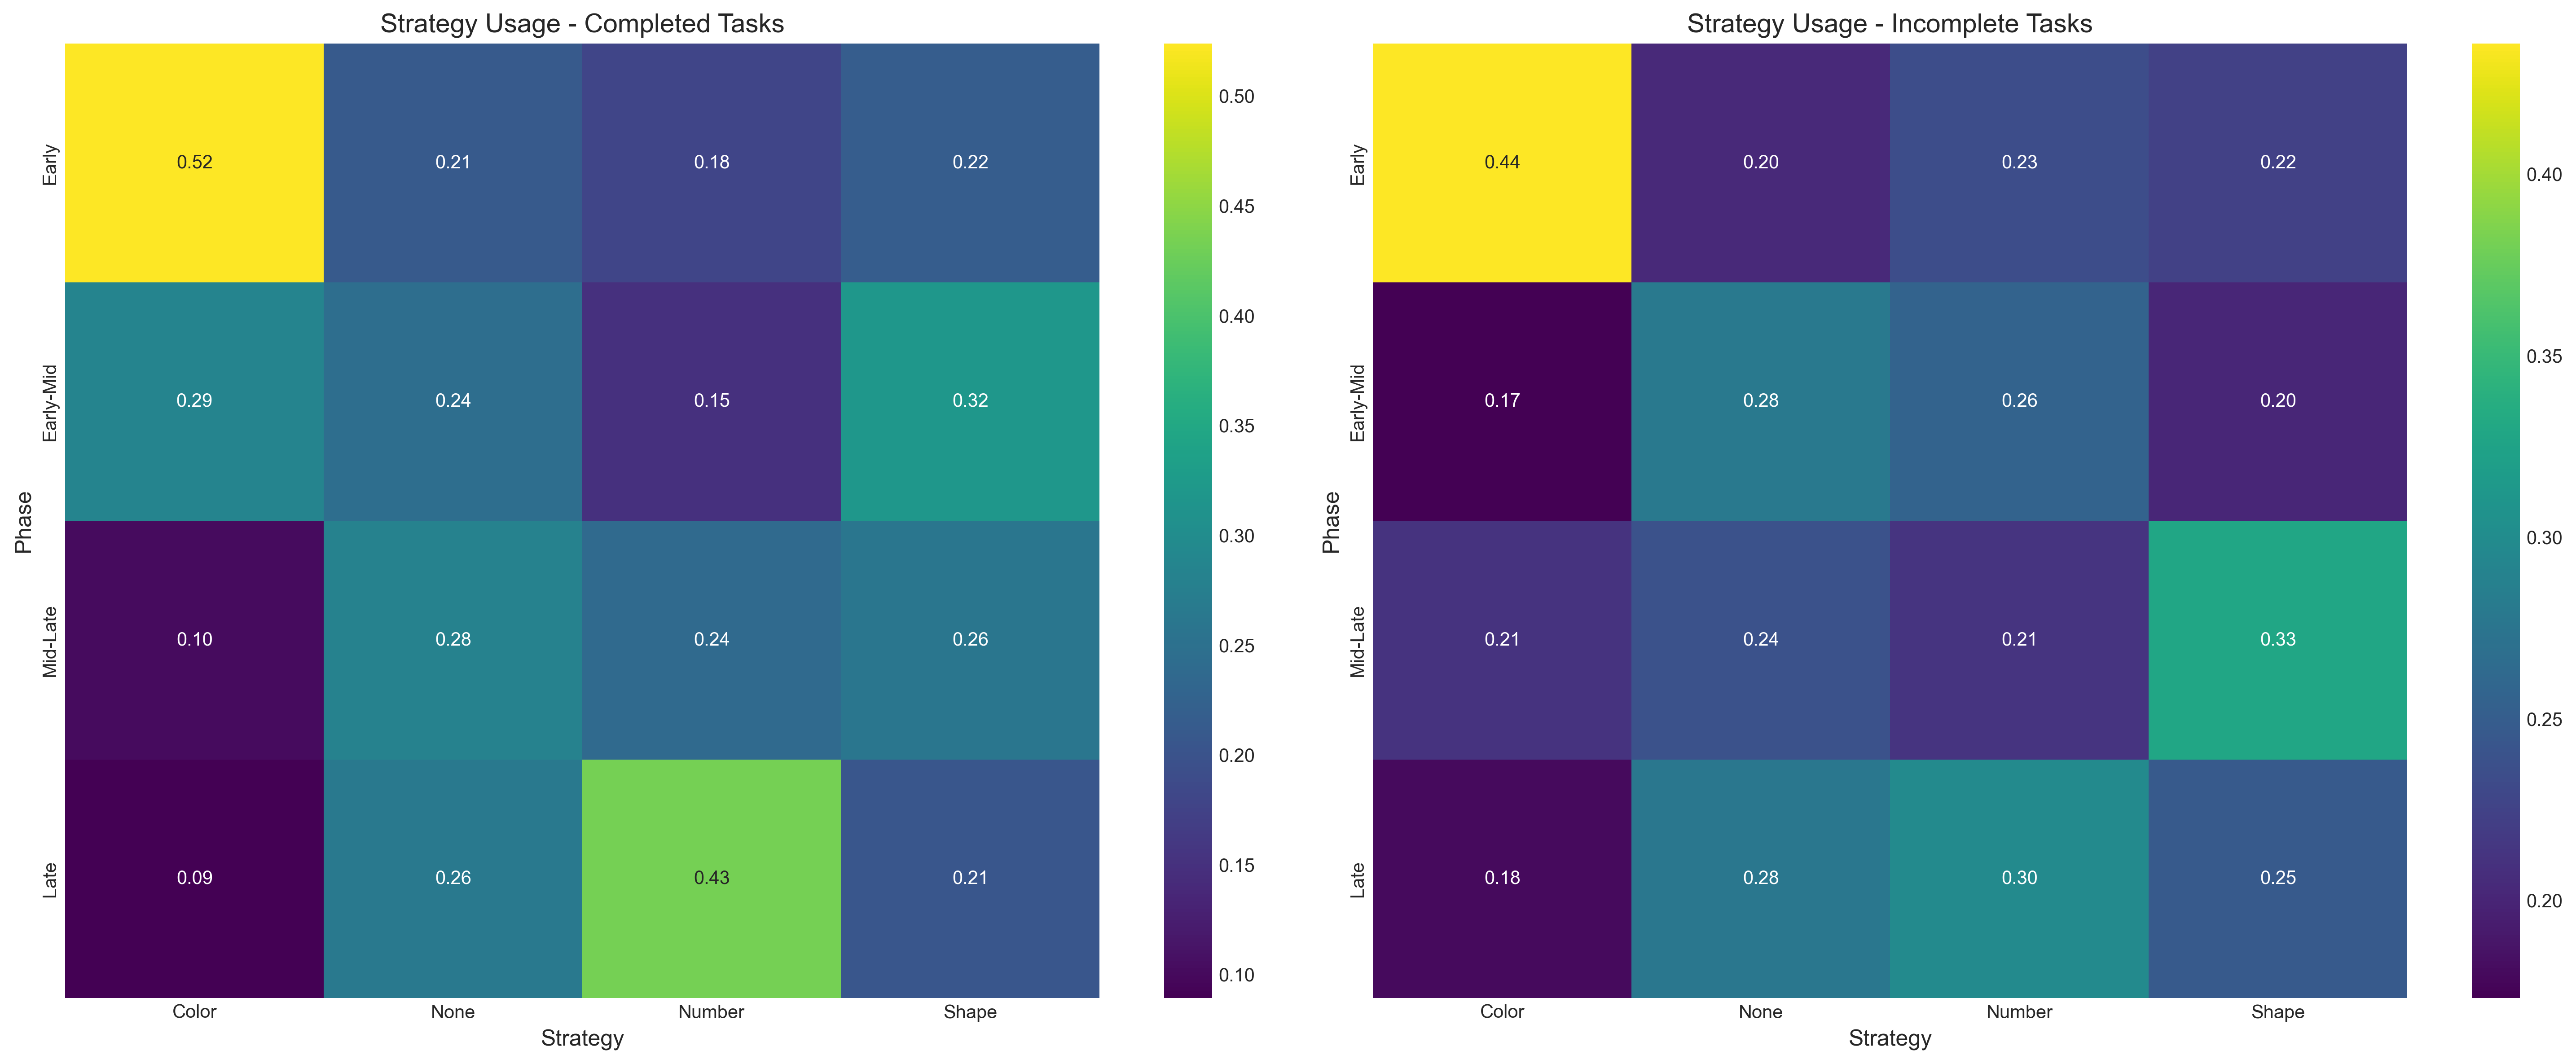 Strategy Usage - Completed Tasks
Phase
Early
0.52 0.21 0.18 0.22
Early-Mid
0.29 0.24 0.15 0.32
Mid-Late
0.10 0.28 0.24 0.26
Late
0.09 0.26 0.43 0.21
Color None Number Shape
Strategy
0.50
0.45
0.40
0.35
0.30
0.25
0.20
0.15
0.10
Strategy Usage - Incomplete Tasks
Phase
Early
0.44 0.20 0.23 0.22
Early-Mid
0.17 0.28 0.26 0.20
Mid-Late
0.21 0.24 0.21 0.33
Late
0.18 0.28 0.30 0.25
Color None Number Shape
Strategy
0.40
0.35
0.30
0.25
0.20